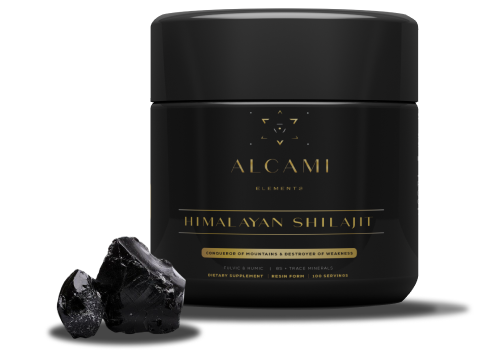 ALCAMI
ELEMENTS
HIMALAYAN SHILAJIT
CONQUEROR OF MOUNTAINS & DESTROYER OF WEAKNESS
FULVIC & HUMIC | 85+ TRACE MINERALS
DIETARY SUPPLEMENT | RESIN FORM | 100 SERVINGS